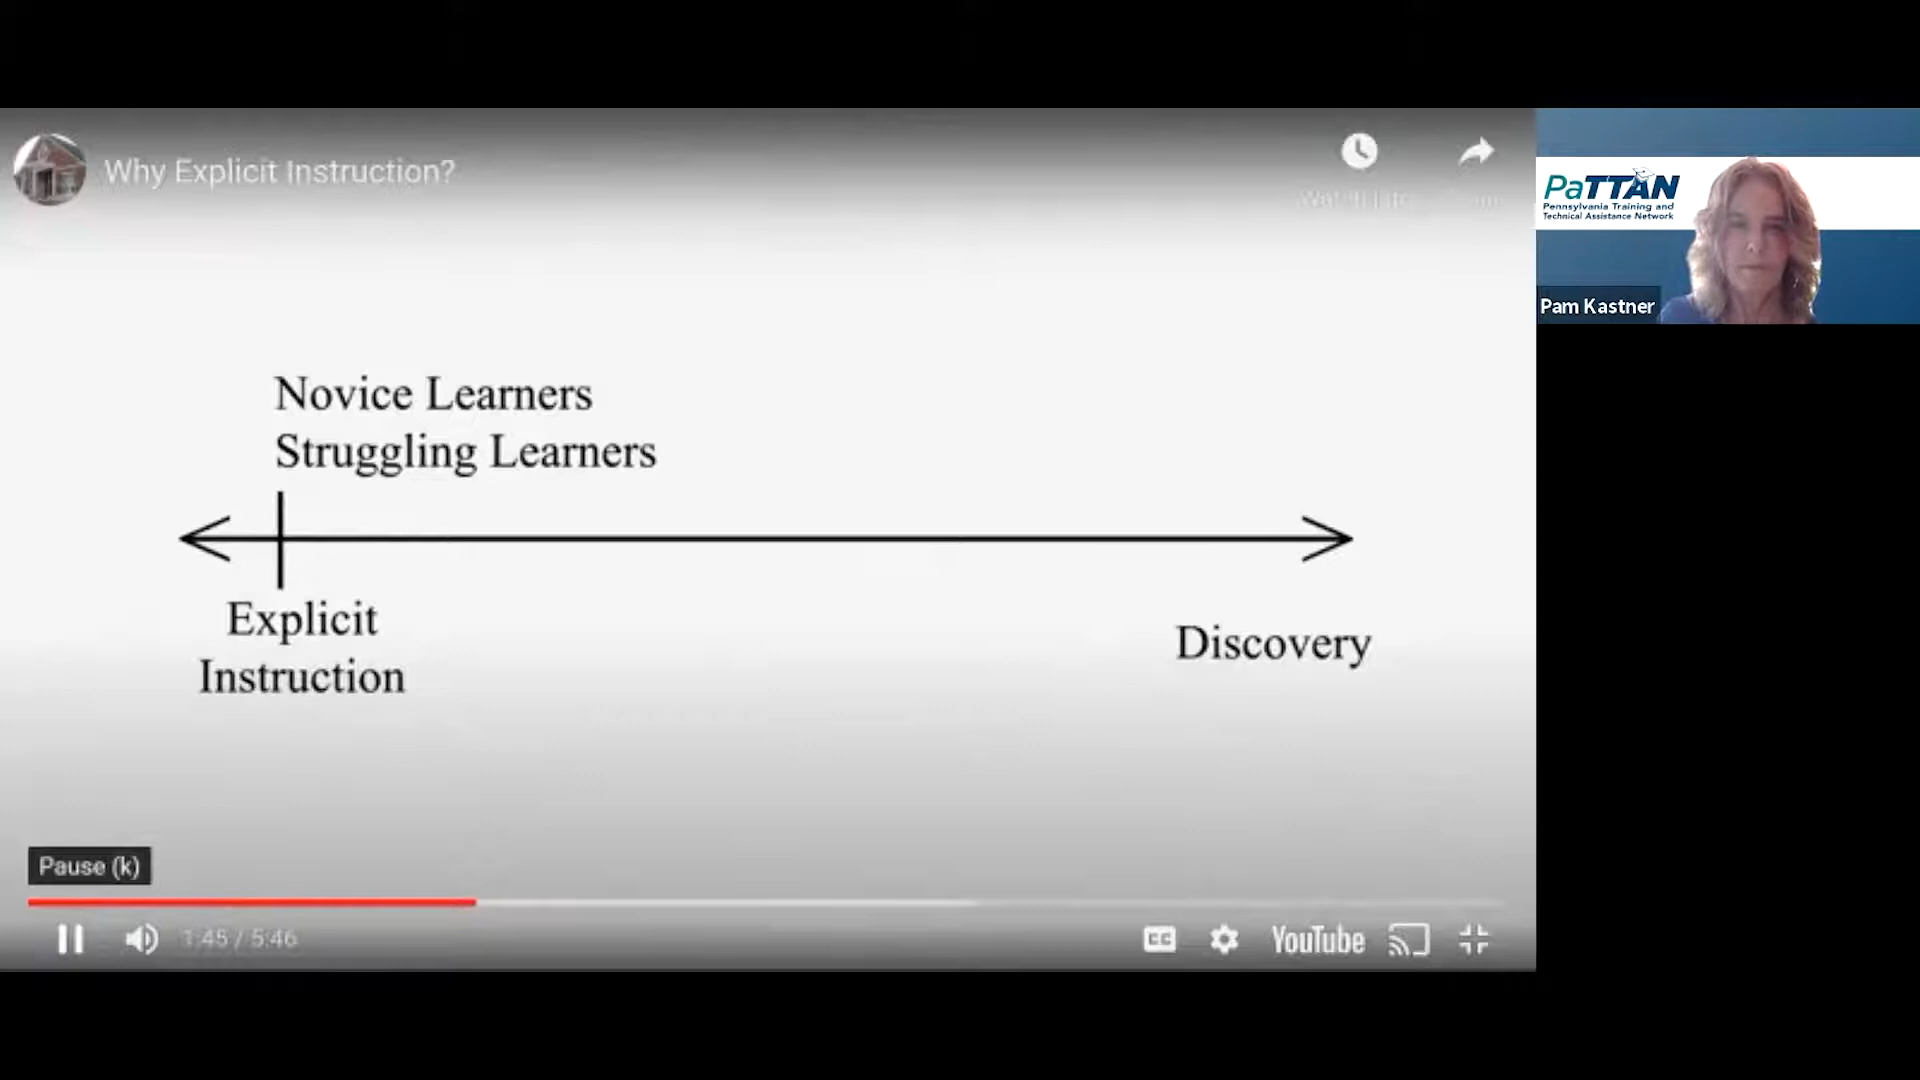 Why Explicit Instruction?
PaTTAN
Pennsylvania Training and
Technical Assistance Network
Pam Kastner
Novice Learners
Struggling Learners
Explicit
Instruction
Discovery
Pause (k)
1:45 / 5:46
CC
YouTube